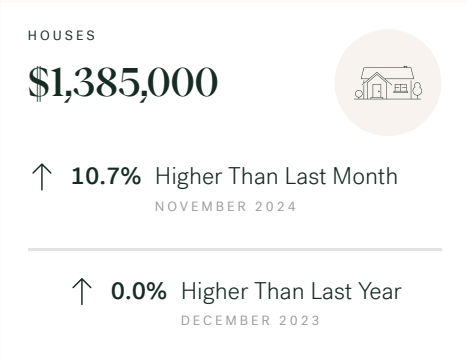 HOUSES
$1,385,000
10.7% Higher Than Last Month
NOVEMBER 2024
0.0% Higher Than Last Year
DECEMBER 2023